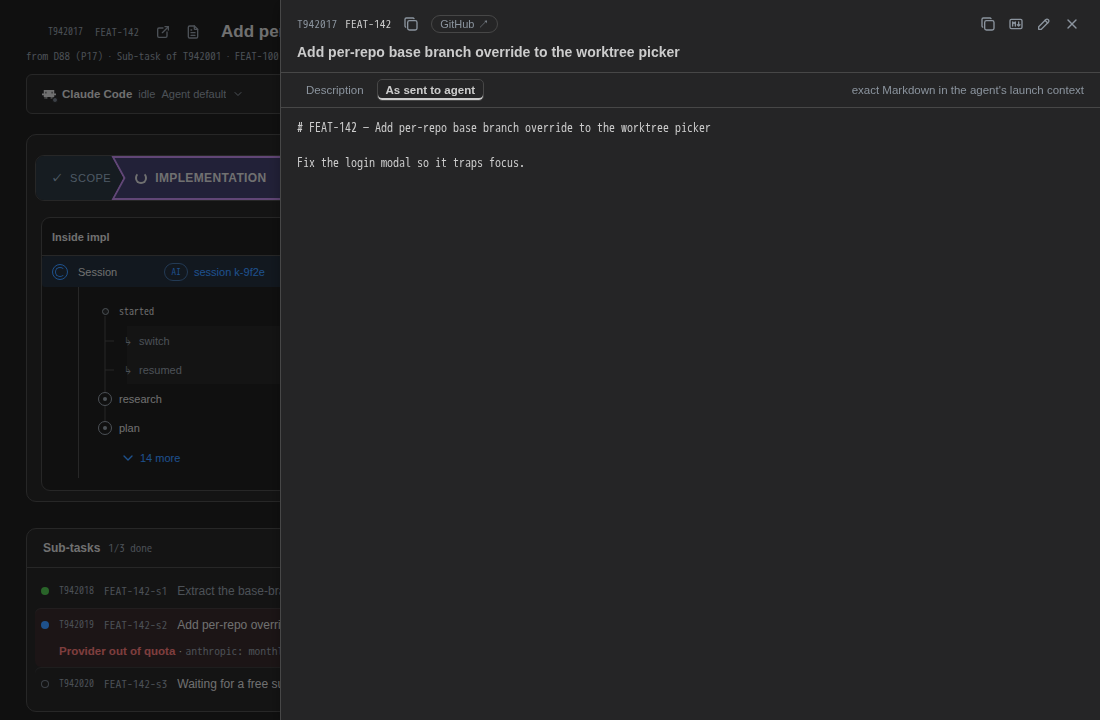 T942017 FEAT-142 Add pe
from D88 (P17) · Sub-task of T942001 · FEAT-100
Claude Code idle Agent default
✓ SCOPE IMPLEMENTATION
Inside impl
Session AI session k-9f2e
started
↳ switch
↳ resumed
research
plan
14 more
Sub-tasks 1/3 done
T942018 FEAT-142-s1 Extract the base-br
T942019 FEAT-142-s2 Add per-repo overri
Provider out of quota · anthropic: monthl
T942020 FEAT-142-s3 Waiting for a free su
T942017 FEAT-142 GitHub ↗
Add per-repo base branch override to the worktree picker
Description As sent to agent exact Markdown in the agent's launch context
# FEAT-142 — Add per-repo base branch override to the worktree picker
Fix the login modal so it traps focus.